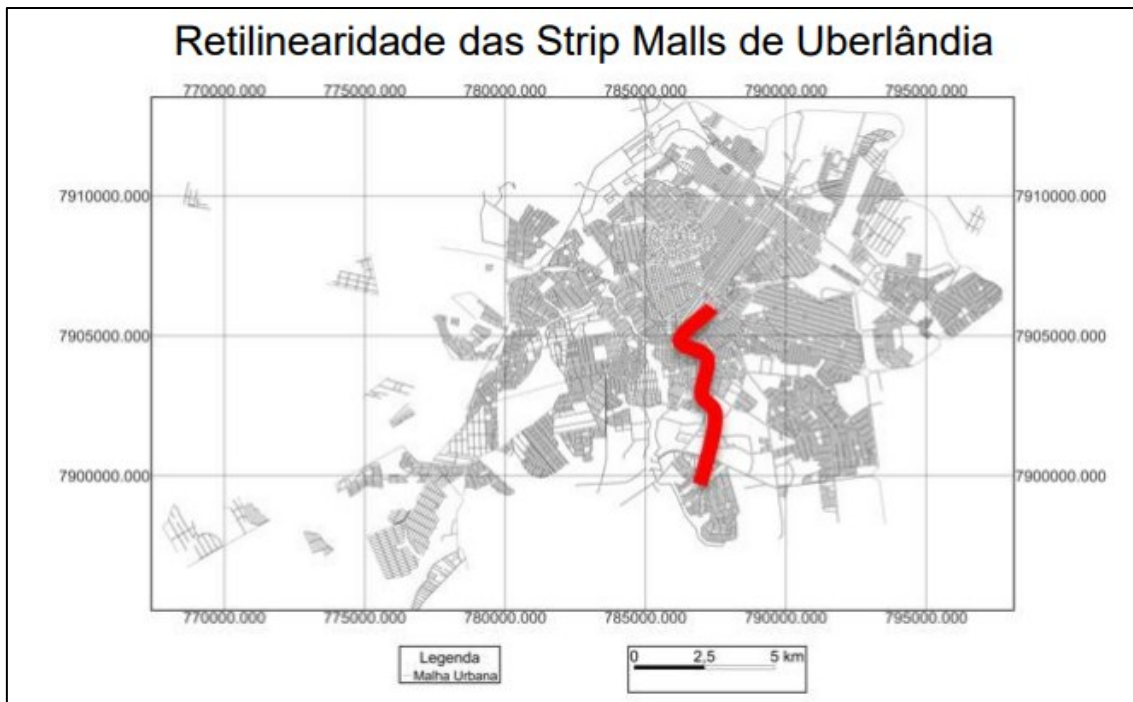 Retilinearidade das Strip Malls de Uberlândia
770000.000 775000.000 780000.000 785000.000 790000.000 795000.000
7910000.000 7910000.000
7905000.000 7905000.000
7900000.000 7900000.000
770000.000 775000.000 780000.000 785000.000 790000.000 795000.000
Legenda
Malha Urbana
0 2,5 5 km